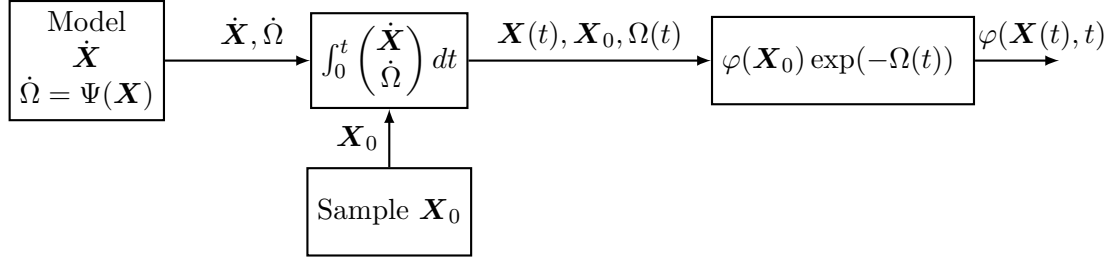 Model
Ẋ
Ω̇ = Ψ(X)
Ẋ, Ω̇
∫₀ᵗ (Ẋ Ω̇) dt
X(t), X₀, Ω(t)
φ(X₀) exp(−Ω(t))
φ(X(t), t)
X₀
Sample X₀